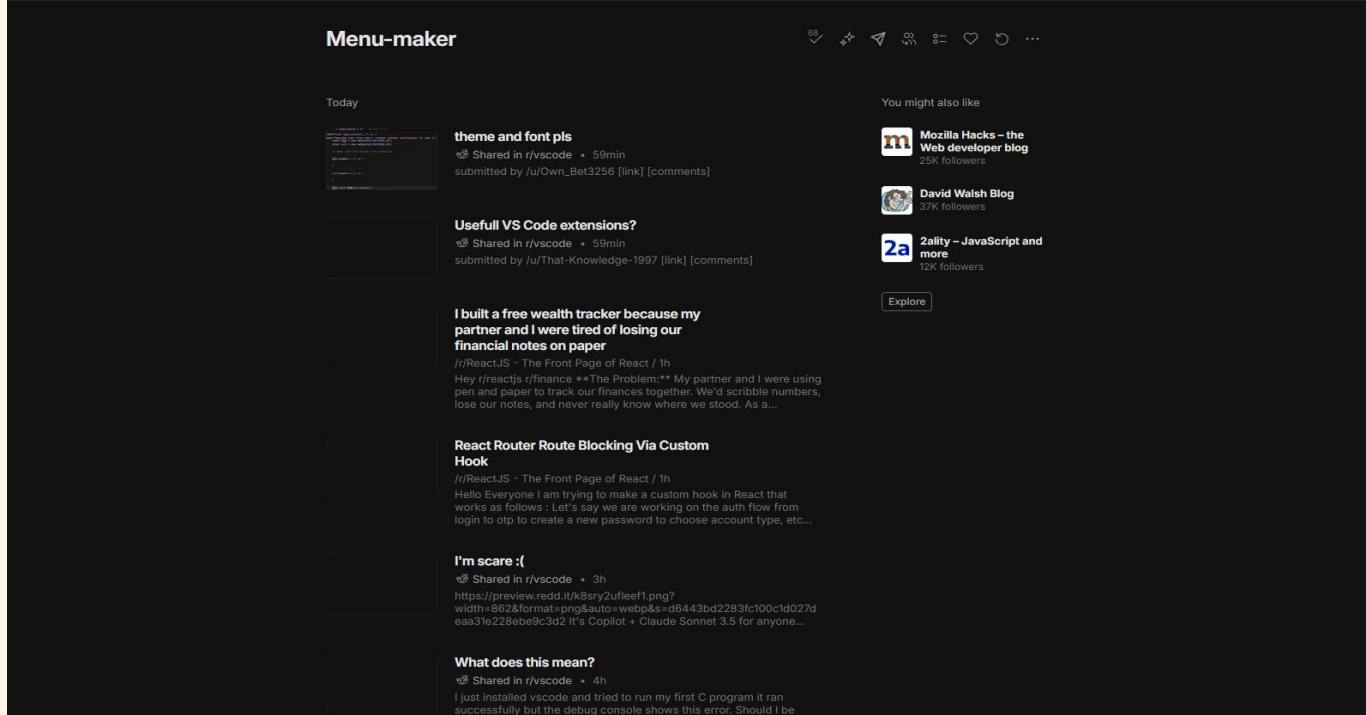 Menu-maker
68
Today
theme and font pls
Shared in r/vscode • 59min
submitted by /u/Own_Bet3256 [link] [comments]
Usefull VS Code extensions?
Shared in r/vscode • 59min
submitted by /u/That-Knowledge-1997 [link] [comments]
I built a free wealth tracker because my
partner and I were tired of losing our
financial notes on paper
/r/ReactJS - The Front Page of React / 1h
Hey r/reactjs r/finance **The Problem:** My partner and I were using
pen and paper to track our finances together. We'd scribble numbers,
lose our notes, and never really know where we stood. As a...
React Router Route Blocking Via Custom
Hook
/r/ReactJS - The Front Page of React / 1h
Hello Everyone I am trying to make a custom hook in React that
works as follows : Let's say we are working on the auth flow from
login to otp to create a new password to choose account type, etc...
I'm scare :(
Shared in r/vscode • 3h
https://preview.redd.it/k8sry2ufleef1.png?
width=862&format=png&auto=webp&s=d6443bd2283fc100c1d027d
eaa31e228ebe9c3d2 It's Copilot + Claude Sonnet 3.5 for anyone...
What does this mean?
Shared in r/vscode • 4h
I just installed vscode and tried to run my first C program it ran
successfully but the debug console shows this error. Should I be
You might also like
m
Mozilla Hacks – the
Web developer blog
25K followers
David Walsh Blog
37K followers
2a
2ality – JavaScript and
more
12K followers
Explore